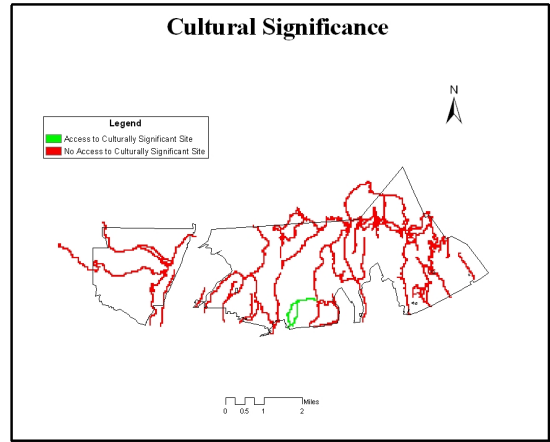 Cultural Significance
N
Legend
Access to Culturally Significant Site
No Access to Culturally Significant Site
Miles
0 0.5 1 2